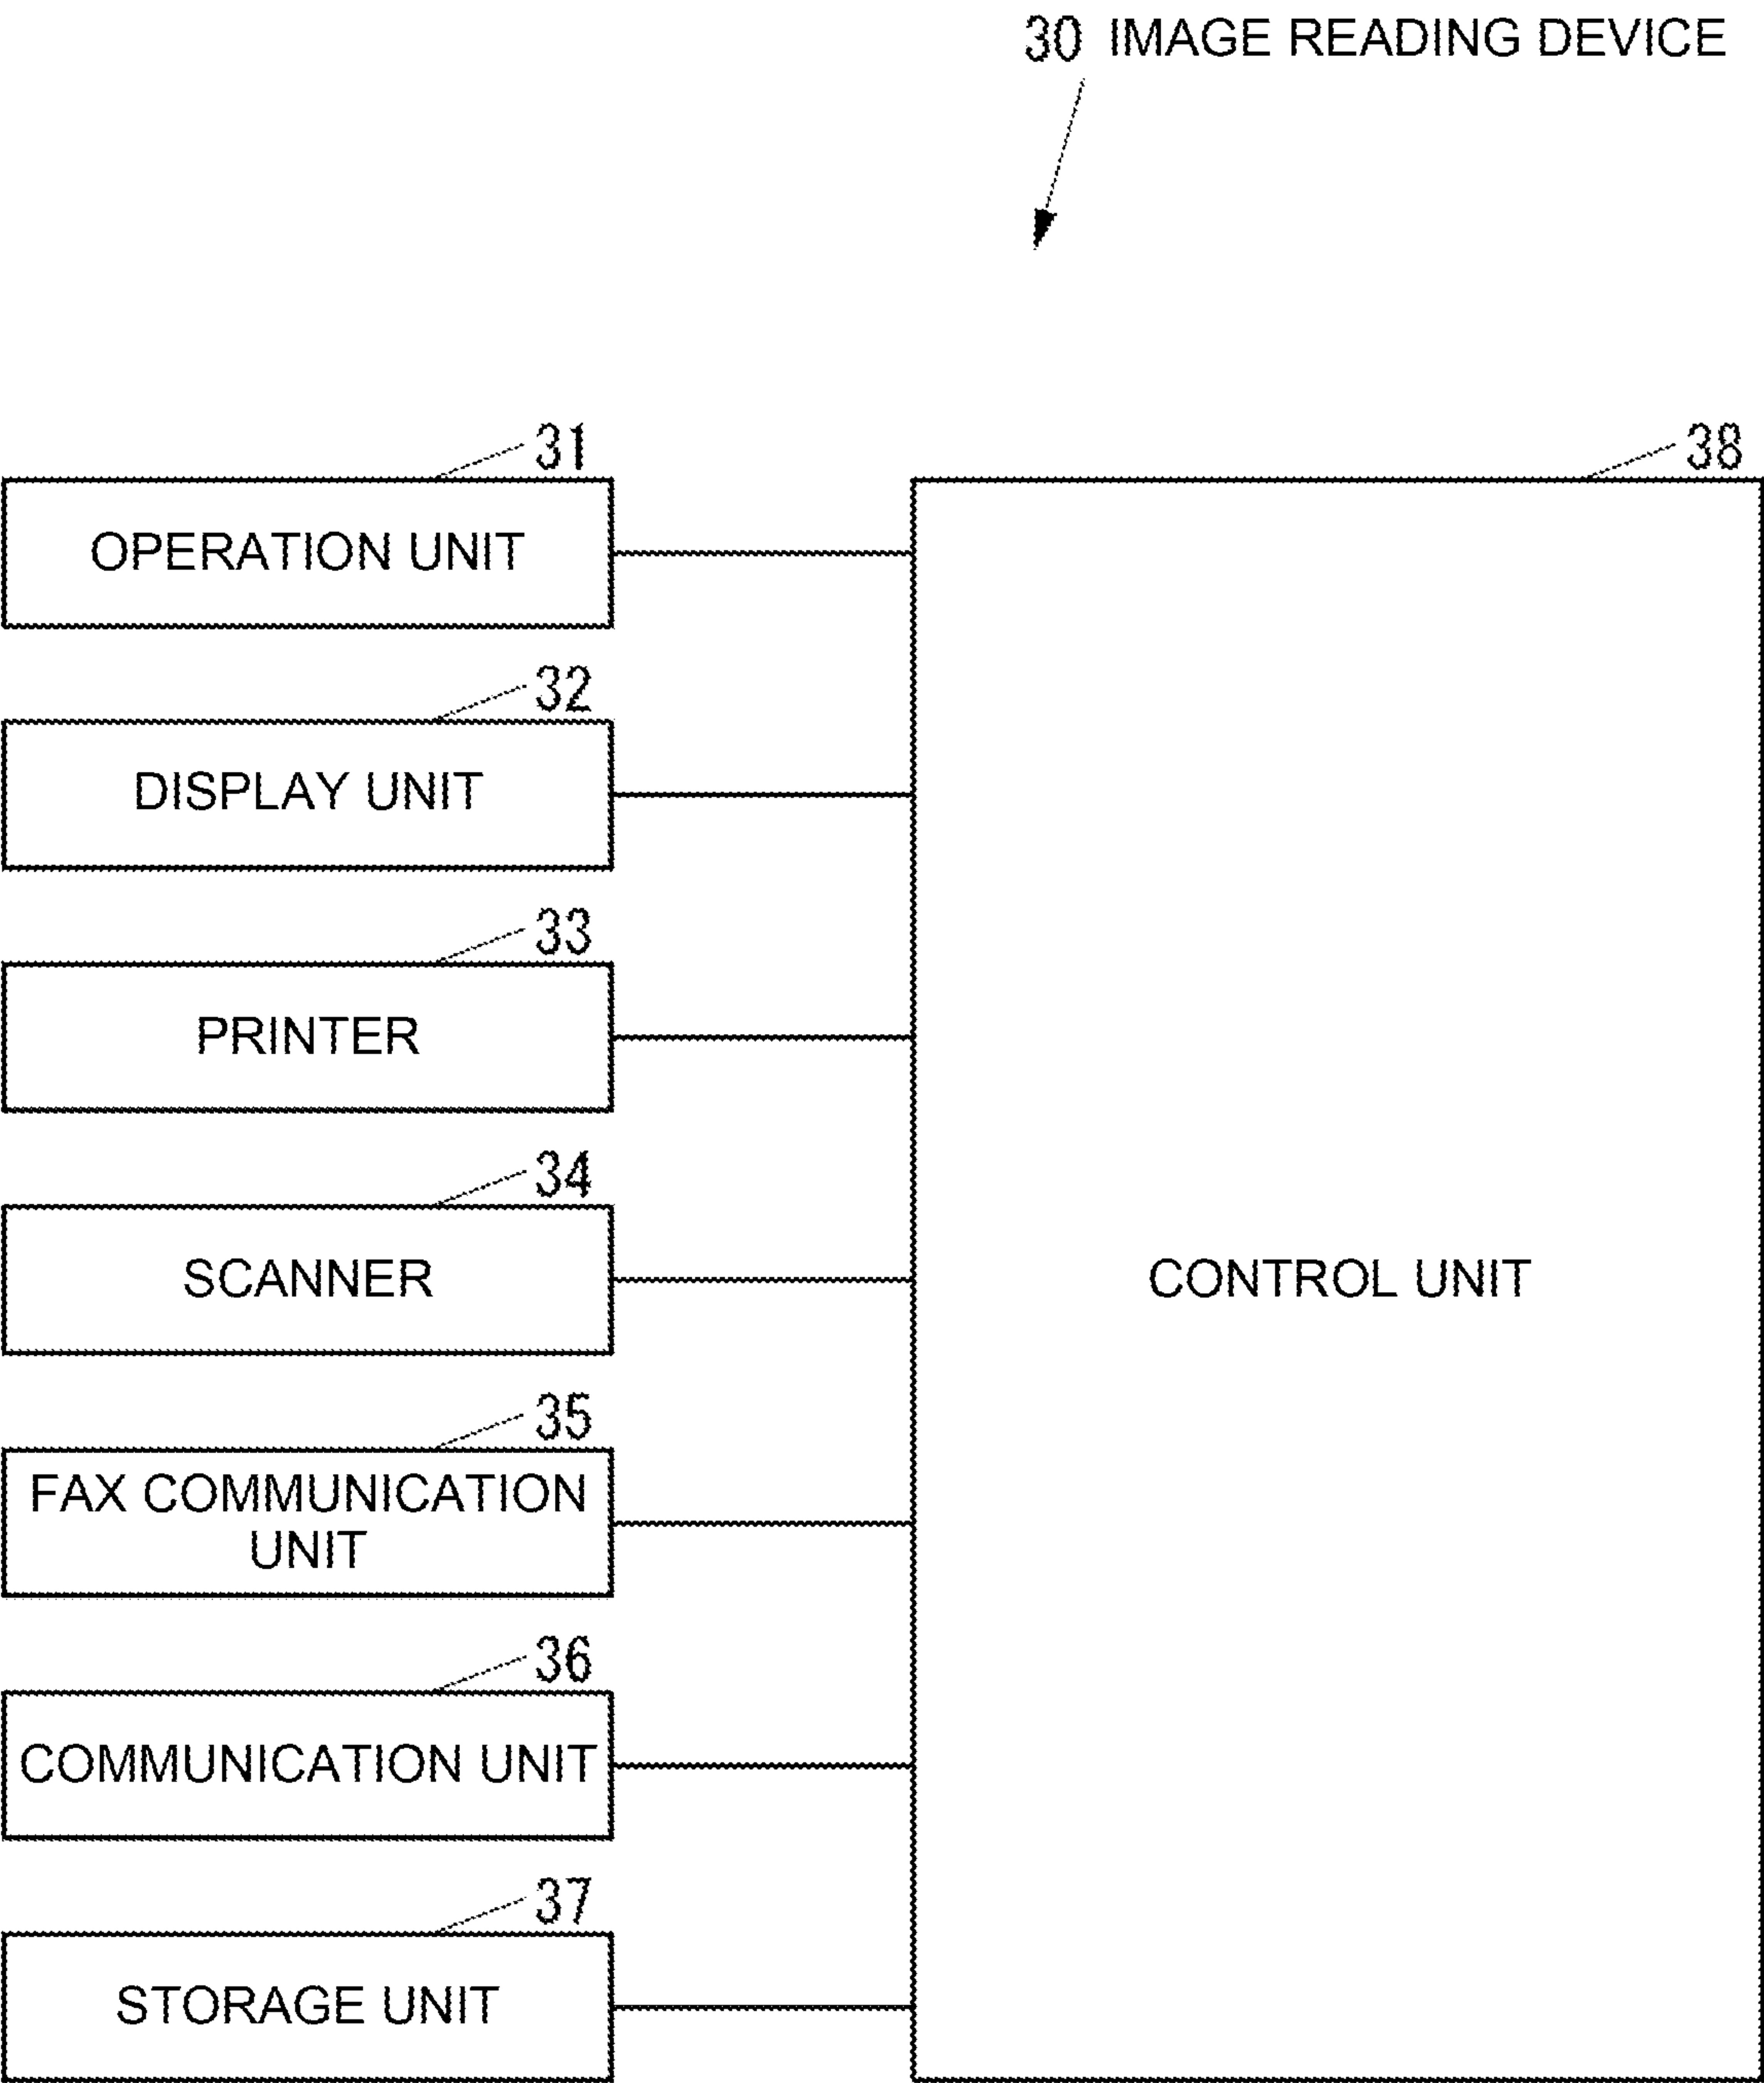 30 IMAGE READING DEVICE
31
38
OPERATION UNIT
32
DISPLAY UNIT
33
PRINTER
34
SCANNER
CONTROL UNIT
35
FAX COMMUNICATION
UNIT
36
COMMUNICATION UNIT
37
STORAGE UNIT